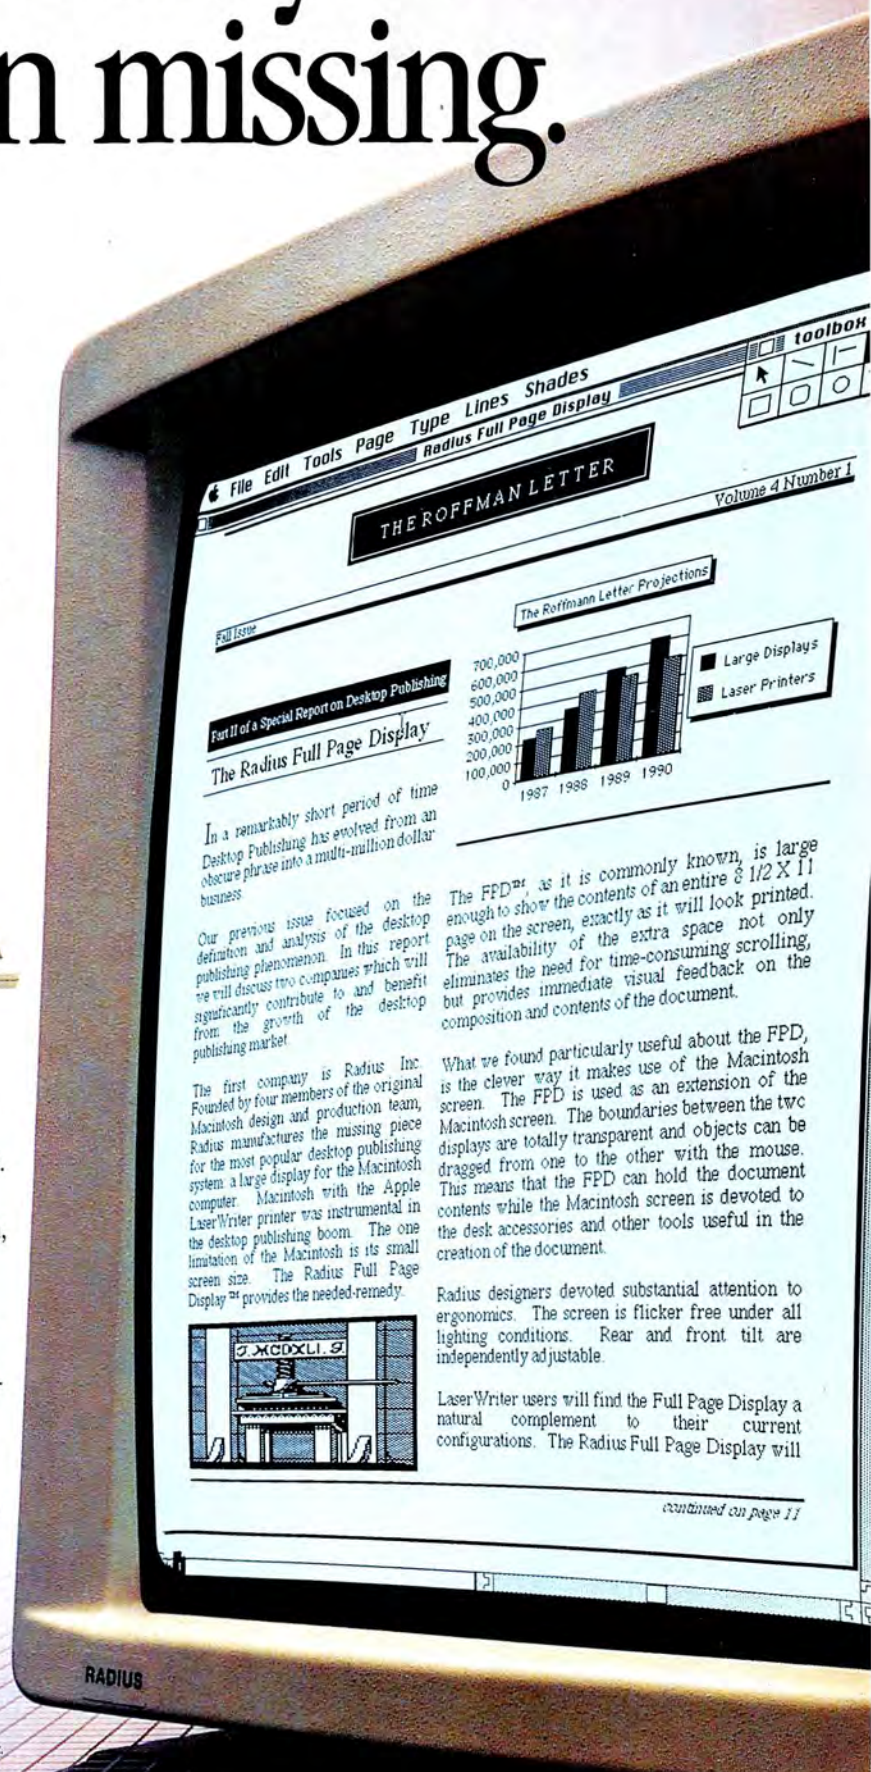 n missing.
toolbox
File Edit Tools Page Type Lines Shades
Radius Full Page Display
THE ROFFMAN LETTER
Volume 4 Number 1
Fall Issue
Part II of a Special Report on Desktop Publishing
The Radius Full Page Display
In a remarkably short period of time
Desktop Publishing has evolved from an
obscure phrase into a multi-million dollar
business.
Our previous issue focused on the
definition and analysis of the desktop
publishing phenomenon. In this report
we will discuss two companies which will
significantly contribute to and benefit
from the growth of the desktop
publishing market.
The first company is Radius Inc.
Founded by four members of the original
Macintosh design and production team,
Radius manufactures the missing piece
for the most popular desktop publishing
system: a large display for the Macintosh
computer. Macintosh with the Apple
LaserWriter printer was instrumental in
the desktop publishing boom. The one
limitation of the Macintosh is its small
screen size. The Radius Full Page
Display™ provides the needed-remedy.
J. MCDXLI. J
The Roffmann Letter Projections
700,000
600,000
500,000
400,000
300,000
200,000
100,000
0
1987 1988 1989 1990
Large Displays
Laser Printers
The FPD™, as it is commonly known, is large
enough to show the contents of an entire 8 1/2 X 11
page on the screen, exactly as it will look printed.
The availability of the extra space not only
eliminates the need for time-consuming scrolling,
but provides immediate visual feedback on the
composition and contents of the document.
What we found particularly useful about the FPD,
is the clever way it makes use of the Macintosh
screen. The FPD is used as an extension of the
Macintosh screen. The boundaries between the two
displays are totally transparent and objects can be
dragged from one to the other with the mouse.
This means that the FPD can hold the document
contents while the Macintosh screen is devoted to
the desk accessories and other tools useful in the
creation of the document.
Radius designers devoted substantial attention to
ergonomics. The screen is flicker free under all
lighting conditions. Rear and front tilt are
independently adjustable.
LaserWriter users will find the Full Page Display a
natural complement to their current
configurations. The Radius Full Page Display will
continued on page 11
RADIUS